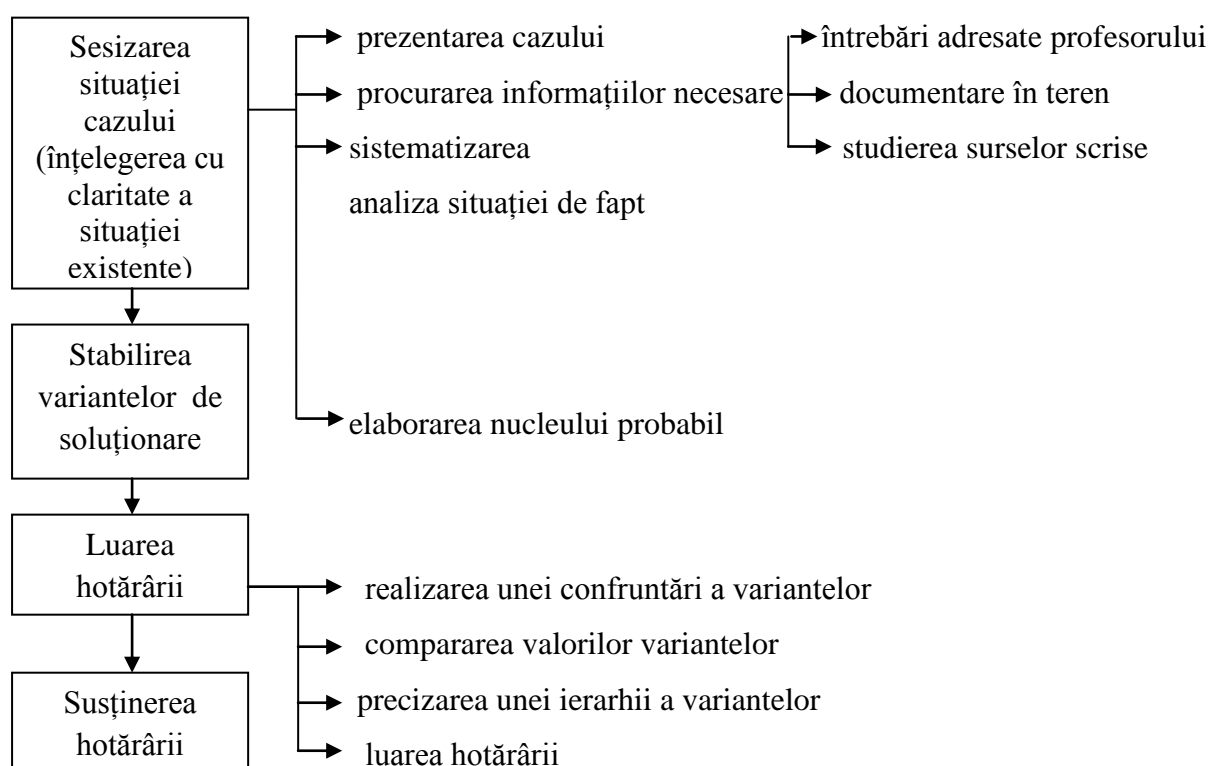 Sesizarea
situației
cazului
(înțelegerea cu
claritate a
situației
existente)
prezentarea cazului
procurarea informațiilor necesare
sistematizarea
analiza situației de fapt
elaborarea nucleului probabil
întrebări adresate profesorului
documentare în teren
studierea surselor scrise
Stabilirea
variantelor de
soluționare
Luarea
hotărârii
realizarea unei confruntări a variantelor
compararea valorilor variantelor
precizarea unei ierarhii a variantelor
luarea hotărârii
Susținerea
hotărârii